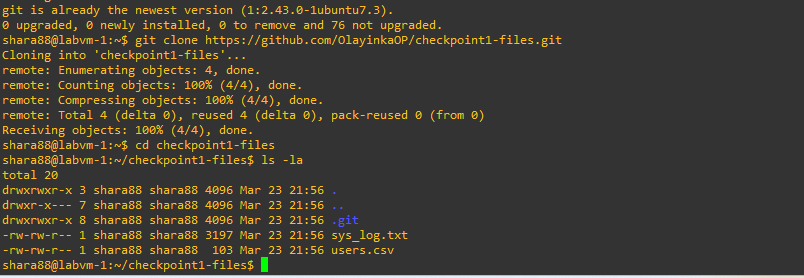 git is already the newest version (1:2.43.0-1ubuntu7.3).
0 upgraded, 0 newly installed, 0 to remove and 76 not upgraded.
shara88@labvm-1:~$ git clone https://github.com/OlayinkaOP/checkpoint1-files.git
Cloning into 'checkpoint1-files'...
remote: Enumerating objects: 4, done.
remote: Counting objects: 100% (4/4), done.
remote: Compressing objects: 100% (4/4), done.
remote: Total 4 (delta 0), reused 4 (delta 0), pack-reused 0 (from 0)
Receiving objects: 100% (4/4), done.
shara88@labvm-1:~$ cd checkpoint1-files
shara88@labvm-1:~/checkpoint1-files$ ls -la
total 20
drwxrwxr-x 3 shara88 shara88 4096 Mar 23 21:56 .
drwxr-x--- 7 shara88 shara88 4096 Mar 23 21:56 ..
drwxrwxr-x 8 shara88 shara88 4096 Mar 23 21:56 .git
-rw-rw-r-- 1 shara88 shara88 3197 Mar 23 21:56 sys_log.txt
-rw-rw-r-- 1 shara88 shara88  103 Mar 23 21:56 users.csv
shara88@labvm-1:~/checkpoint1-files$